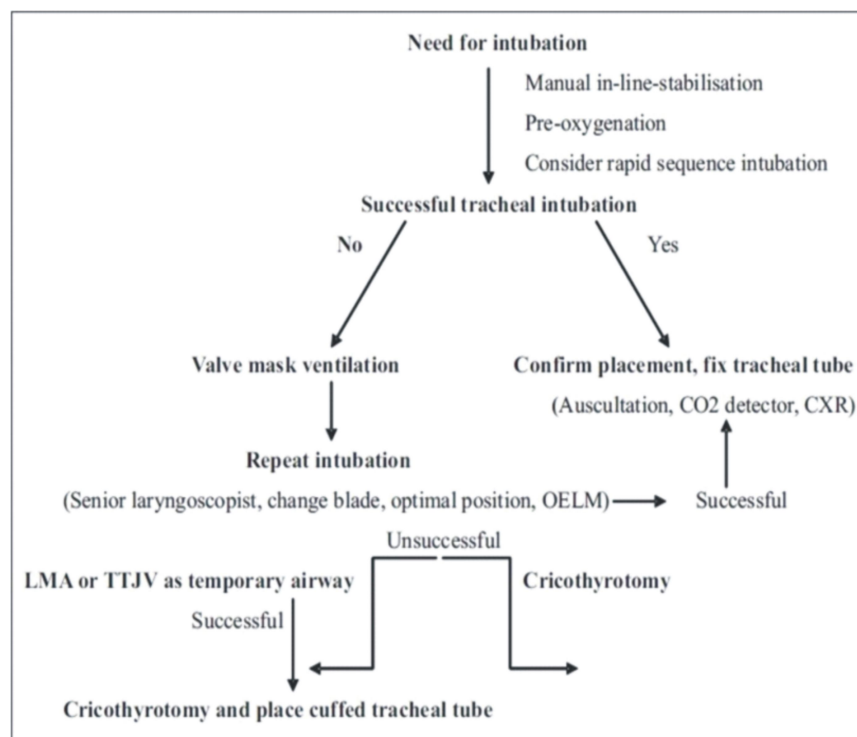 Need for intubation
Manual in-line-stabilisation
Pre-oxygenation
Consider rapid sequence intubation
Successful tracheal intubation
No
Yes
Valve mask ventilation
Confirm placement, fix tracheal tube
(Auscultation, CO2 detector, CXR)
Repeat intubation
(Senior laryngoscopist, change blade, optimal position, OELM)
Successful
Unsuccessful
LMA or TTJV as temporary airway
Cricothyrotomy
Successful
Cricothyrotomy and place cuffed tracheal tube